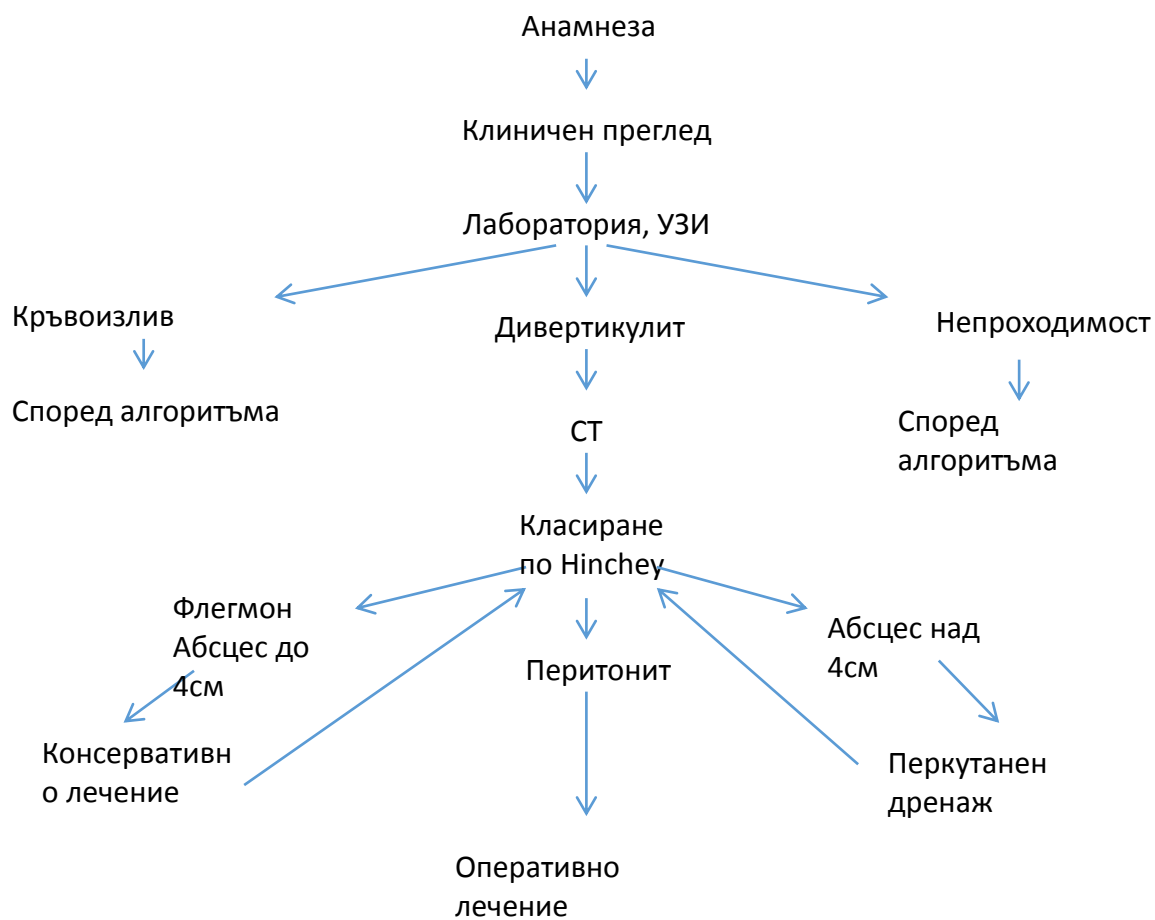 Анамнеза
Клиничен преглед
Лаборатория, УЗИ
Кръвоизлив
Дивертикулит
Непроходимост
Според алгоритъма
СТ
Според
алгоритъма
Класиране
по Hinchey
Флегмон
Абсцес до
4см
Перитонит
Абсцес над
4см
Консервативн
о лечение
Перкутанен
дренаж
Оперативно
лечение